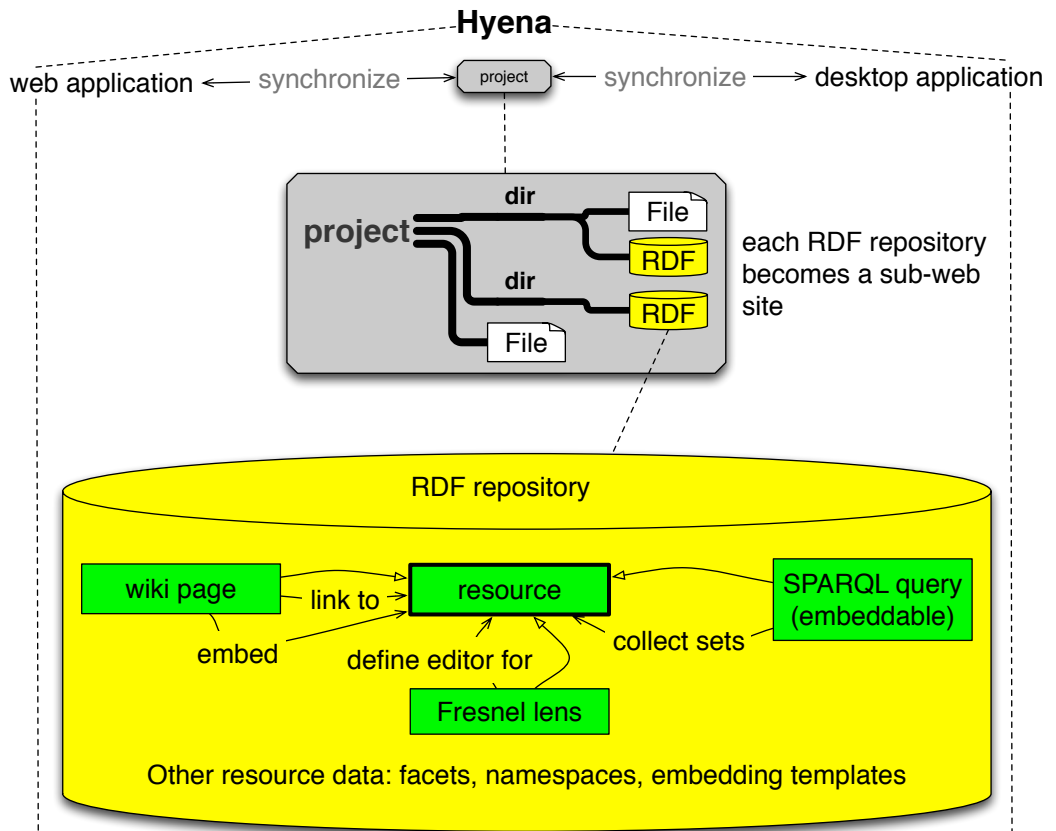 Hyena
web application
synchronize
project
synchronize
desktop application
dir
File
project
RDF
each RDF repository
becomes a sub-web
site
dir
RDF
File
RDF repository
wiki page
link to
embed
resource
SPARQL query
(embeddable)
collect sets
define editor for
Fresnel lens
Other resource data: facets, namespaces, embedding templates